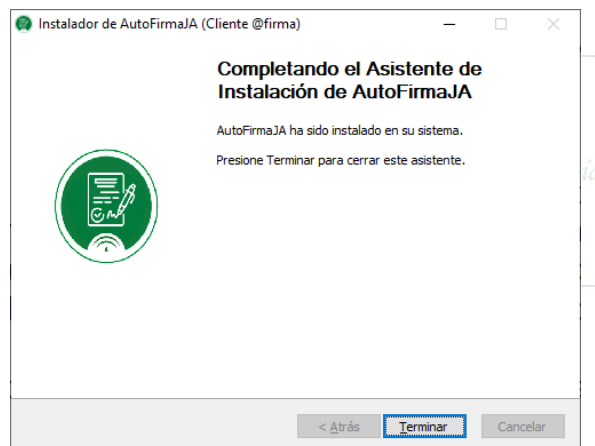 Instalador de AutoFirmaJA (Cliente @firma)
Completando el Asistente de
Instalación de AutoFirmaJA
AutoFirmaJA ha sido instalado en su sistema.
Presione Terminar para cerrar este asistente.
< Atrás
Terminar
Cancelar